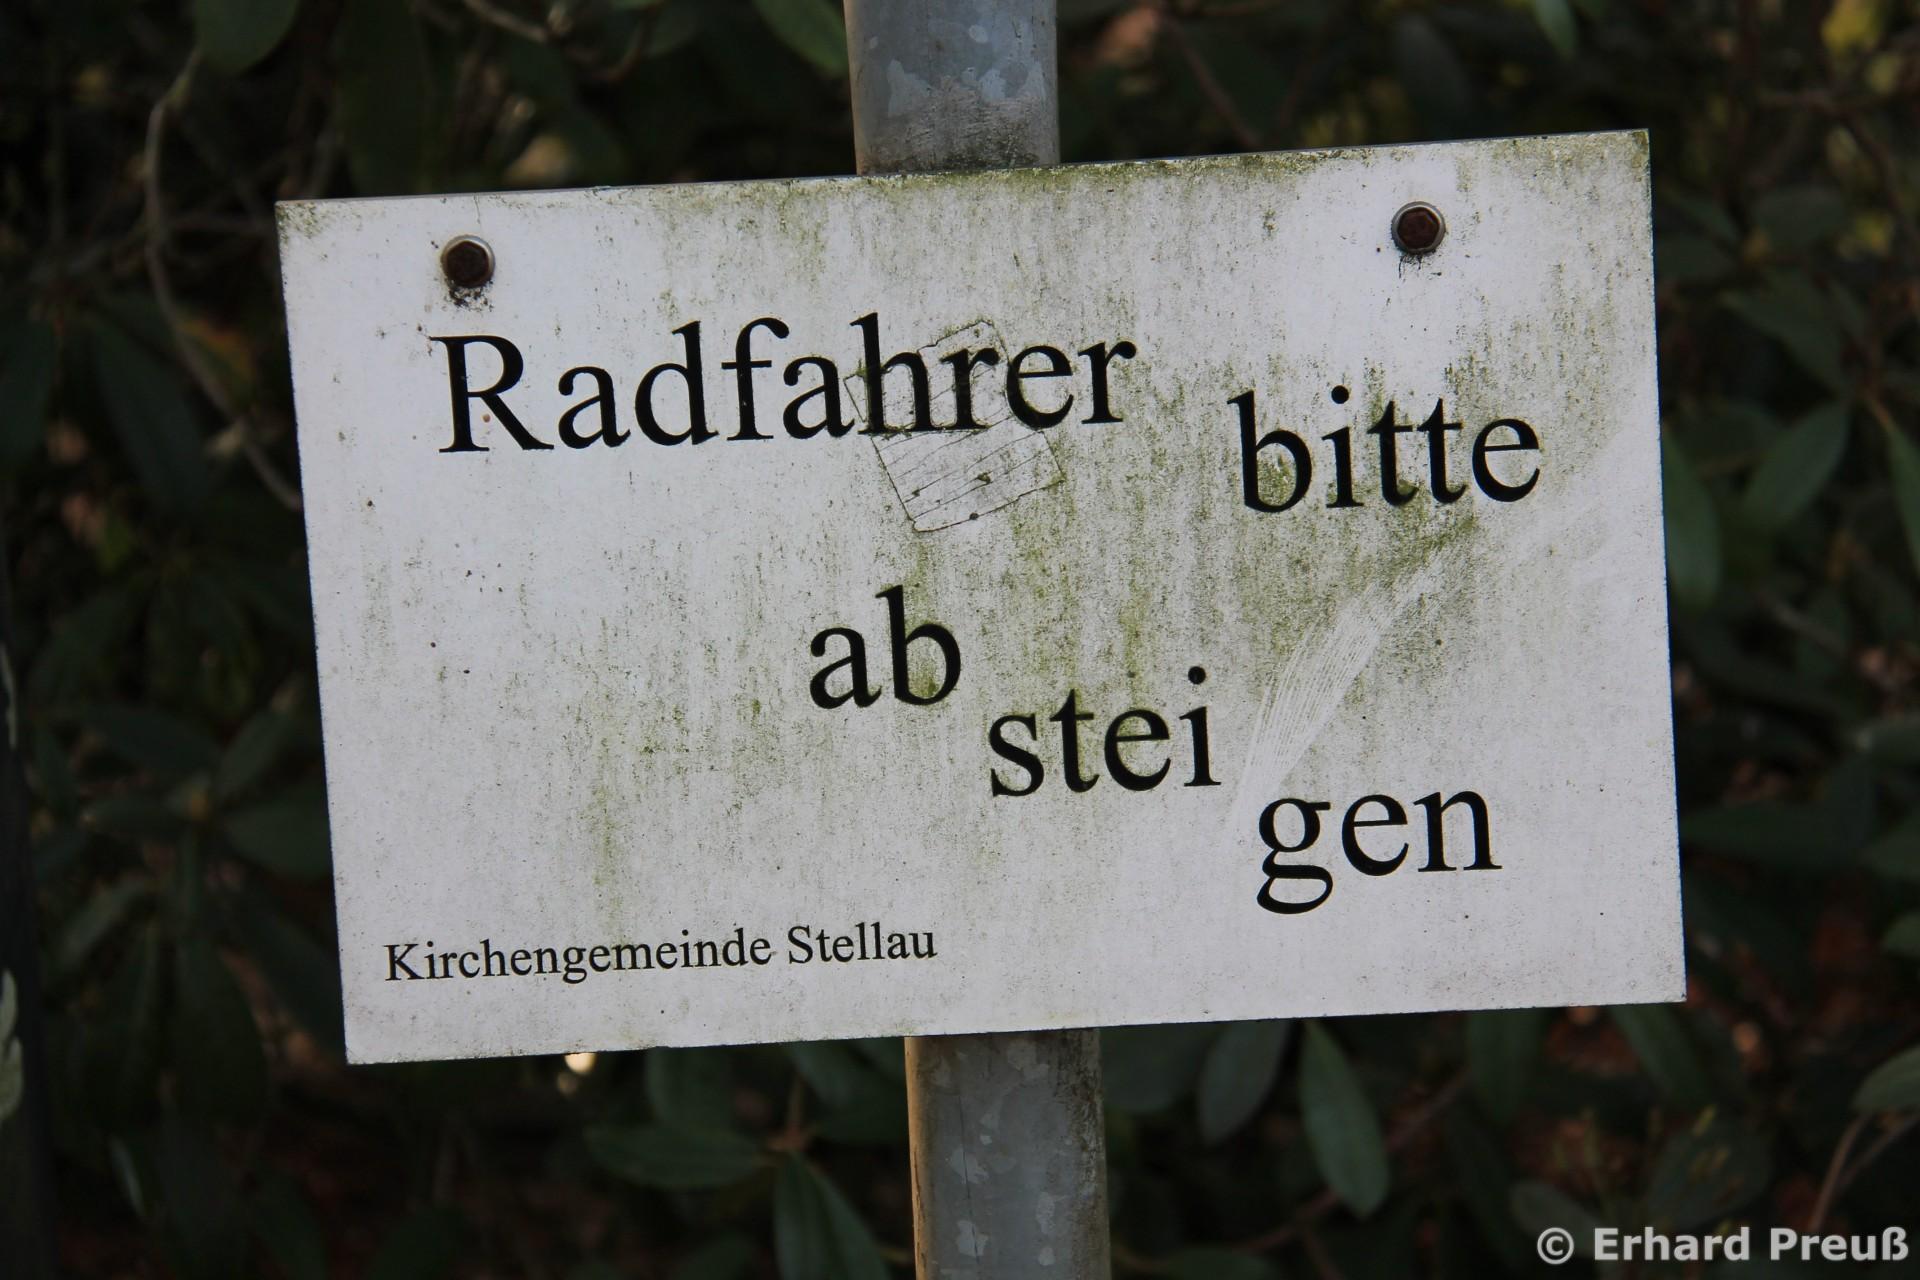 Radfahrer bitte
ab
stei
gen
Kirchengemeinde Stellau
© Erhard Preuß